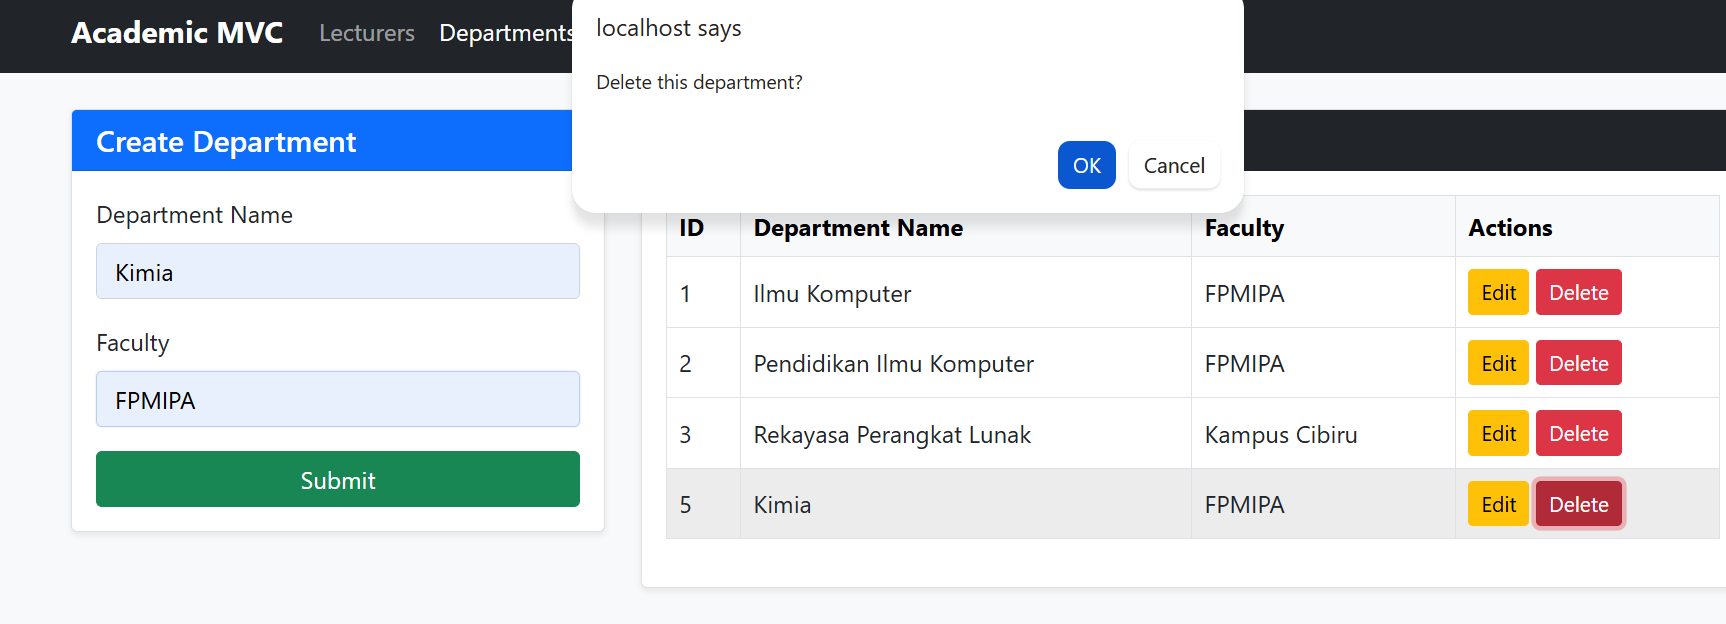 Academic MVC Lecturers Departments
localhost says
Delete this department?
OK Cancel
Create Department
Department Name
Kimia
Faculty
FPMIPA
Submit
ID Department Name Faculty Actions
1 Ilmu Komputer FPMIPA Edit Delete
2 Pendidikan Ilmu Komputer FPMIPA Edit Delete
3 Rekayasa Perangkat Lunak Kampus Cibiru Edit Delete
5 Kimia FPMIPA Edit Delete